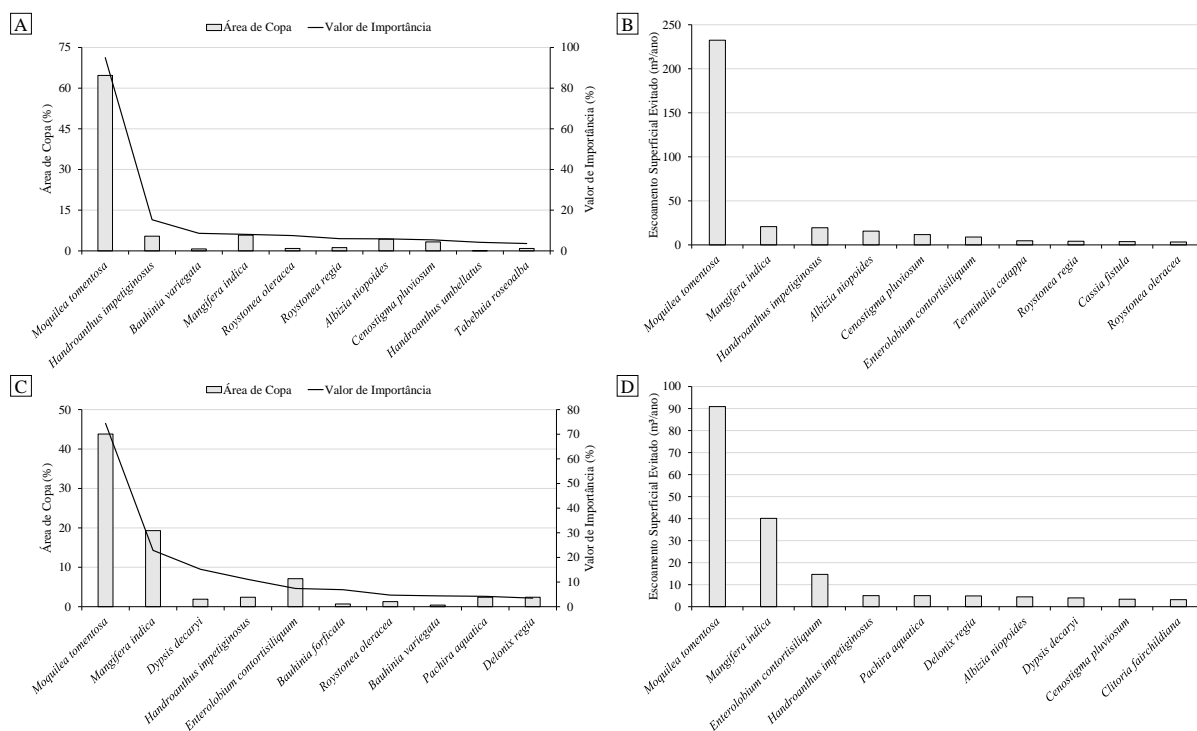 A
Área de Copa
Valor de Importância
75
60
45
30
15
0
100
80
60
40
20
0
Área de Copa (%)
Valor de Importância (%)
Moquilea tomentosa
Handroanthus impetiginosus
Bauhinia variegata
Mangifera indica
Roystonea oleracea
Roystonea regia
Albizia niopoides
Cenostigma pluviosum
Handroanthus umbellatus
Tabebuia roseoalba
B
250
200
150
100
50
0
Escoamento Superficial Evitado (m³/ano)
Moquilea tomentosa
Mangifera indica
Handroanthus impetiginosus
Albizia niopoides
Cenostigma pluviosum
Enterolobium contortisiliquum
Terminalia catappa
Roystonea regia
Cassia fistula
Roystonea oleracea
C
Área de Copa
Valor de Importância
50
40
30
20
10
0
80
70
60
50
40
30
20
10
0
Área de Copa (%)
Valor de Importância (%)
Moquilea tomentosa
Mangifera indica
Dypsis decaryi
Handroanthus impetiginosus
Enterolobium contortisiliquum
Bauhinia forficata
Roystonea oleracea
Bauhinia variegata
Pachira aquatica
Delonix regia
D
100
90
80
70
60
50
40
30
20
10
0
Escoamento Superficial Evitado (m³/ano)
Moquilea tomentosa
Mangifera indica
Enterolobium contortisiliquum
Handroanthus impetiginosus
Pachira aquatica
Delonix regia
Albizia niopoides
Dypsis decaryi
Cenostigma pluviosum
Clitoria fairchildiana